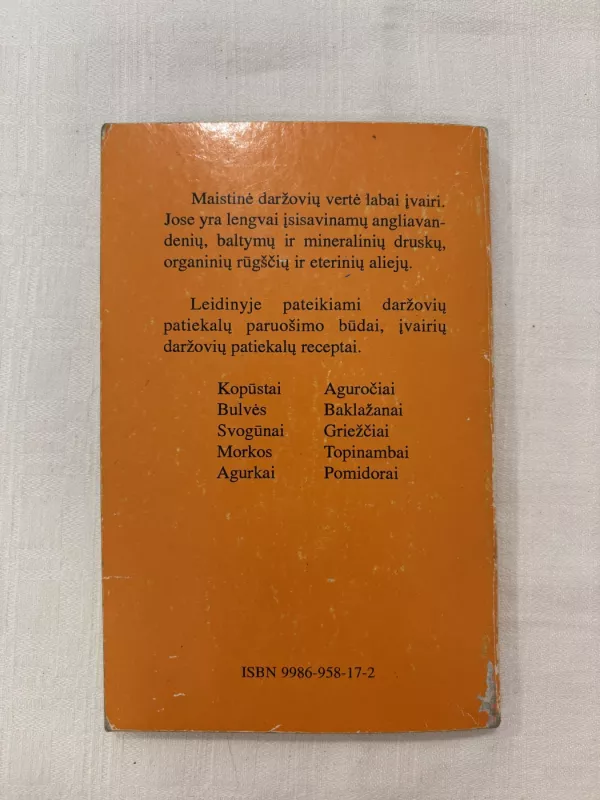 Maistinė daržovių vertė labai įvairi.
Jose yra lengvai įsisavinamų angliavan-
denių, baltymų ir mineralinių druskų,
organinių rūgščių ir eterinių aliejų.
Leidinyje pateikiami daržovių
patiekalų paruošimo būdai, įvairių
daržovių patiekalų receptai.
Kopūstai Aguročiai
Bulvės Baklažanai
Svogūnai Griežčiai
Morkos Topinambai
Agurkai Pomidorai
ISBN 9986-958-17-2